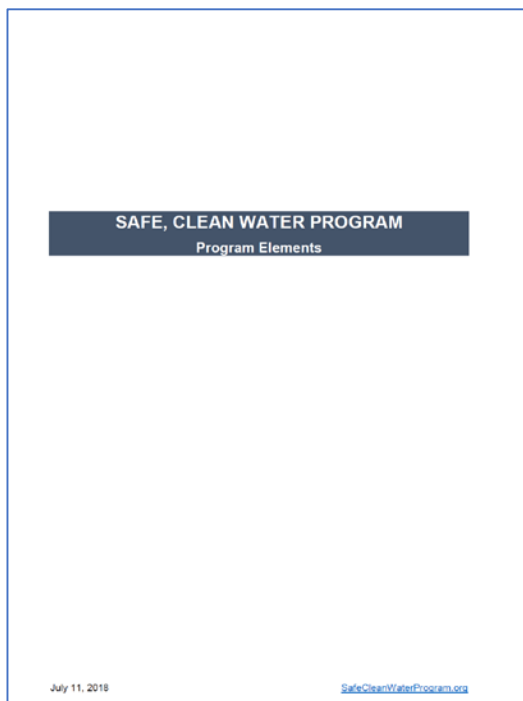 SAFE, CLEAN WATER PROGRAM
Program Elements
July 11, 2018
SafeCleanWaterProgram.org